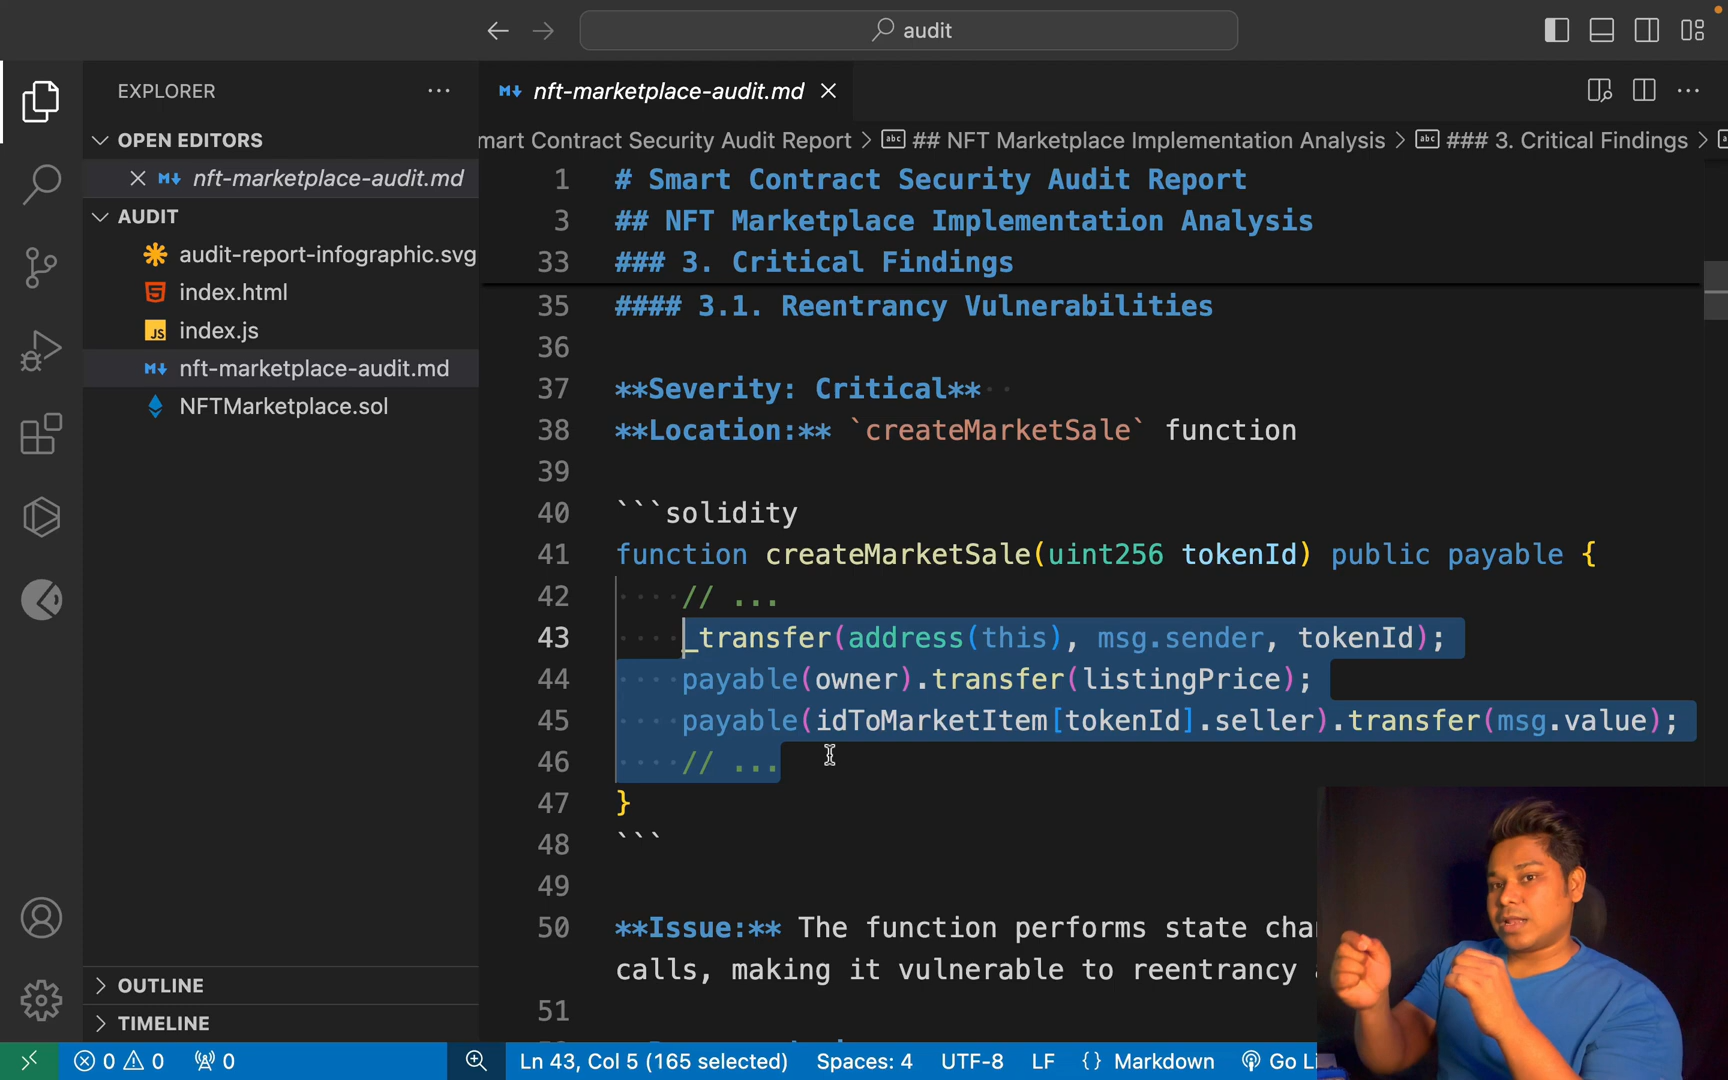 audit
EXPLORER
nft-marketplace-audit.md
OPEN EDITORS
mart Contract Security Audit Report > ## NFT Marketplace Implementation Analysis > ### 3. Critical Findings >
nft-marketplace-audit.md
AUDIT
audit-report-infographic.svg
index.html
JS index.js
nft-marketplace-audit.md
NFTMarketplace.sol
OUTLINE
TIMELINE
1 # Smart Contract Security Audit Report
3 ## NFT Marketplace Implementation Analysis
33 ### 3. Critical Findings
35 #### 3.1. Reentrancy Vulnerabilities
36
37 **Severity: Critical**
38 **Location:** `createMarketSale` function
39
40 ```solidity
41 function createMarketSale(uint256 tokenId) public payable {
42 // ...
43 _transfer(address(this), msg.sender, tokenId);
44 payable(owner).transfer(listingPrice);
45 payable(idToMarketItem[tokenId].seller).transfer(msg.value);
46 // ...
47 }
48 ```
49
50 **Issue:** The function performs state cha
calls, making it vulnerable to reentrancy
51
0 0 0 Ln 43, Col 5 (165 selected) Spaces: 4 UTF-8 LF {} Markdown Go Li